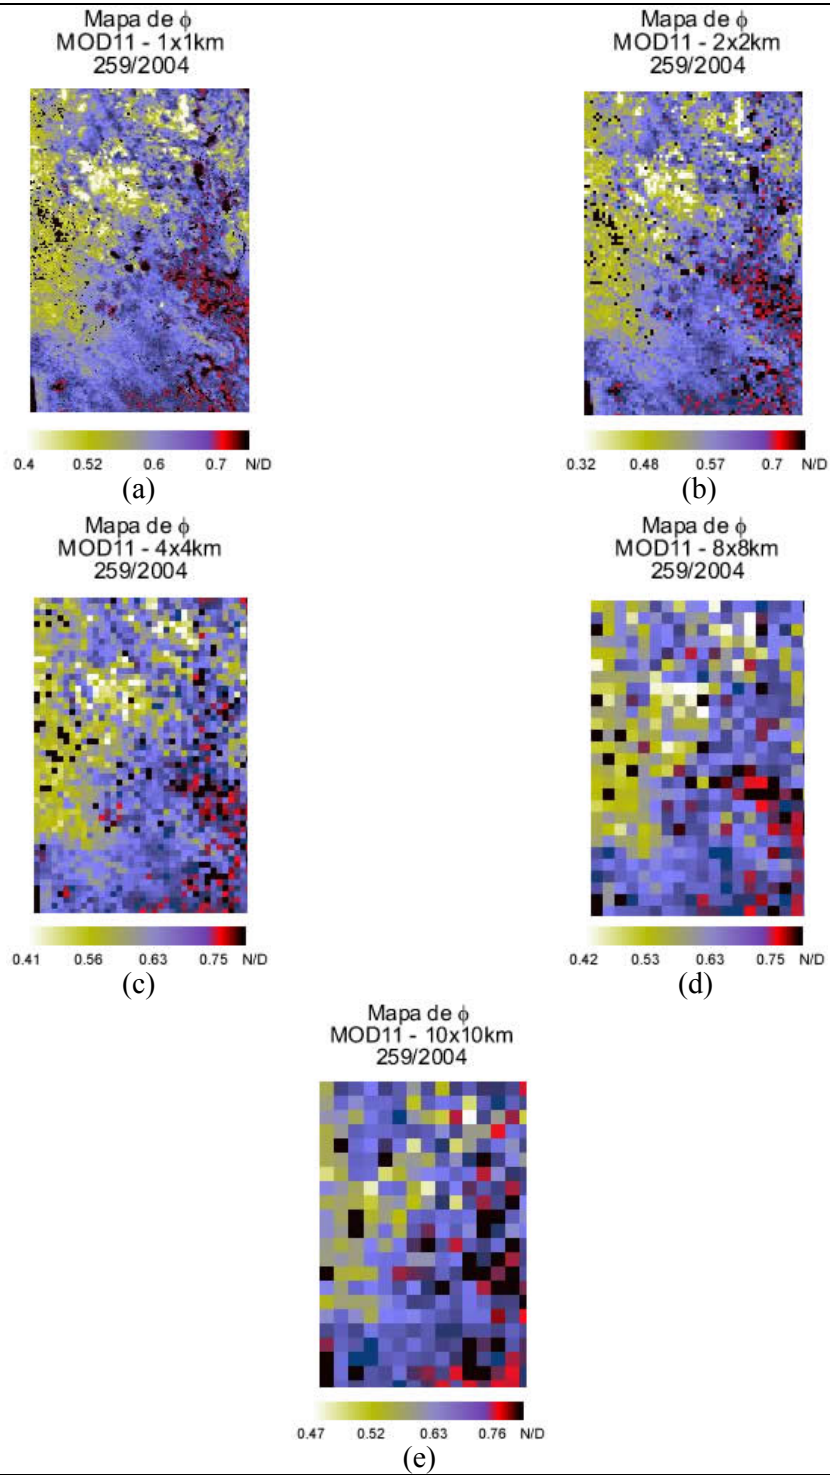 Mapa de ϕ
MOD11 - 1x1km
259/2004
0.4 0.52 0.6 0.7 N/D
(a)
Mapa de ϕ
MOD11 - 2x2km
259/2004
0.32 0.48 0.57 0.7 N/D
(b)
Mapa de ϕ
MOD11 - 4x4km
259/2004
0.41 0.56 0.63 0.75 N/D
(c)
Mapa de ϕ
MOD11 - 8x8km
259/2004
0.42 0.53 0.63 0.75 N/D
(d)
Mapa de ϕ
MOD11 - 10x10km
259/2004
0.47 0.52 0.63 0.76 N/D
(e)